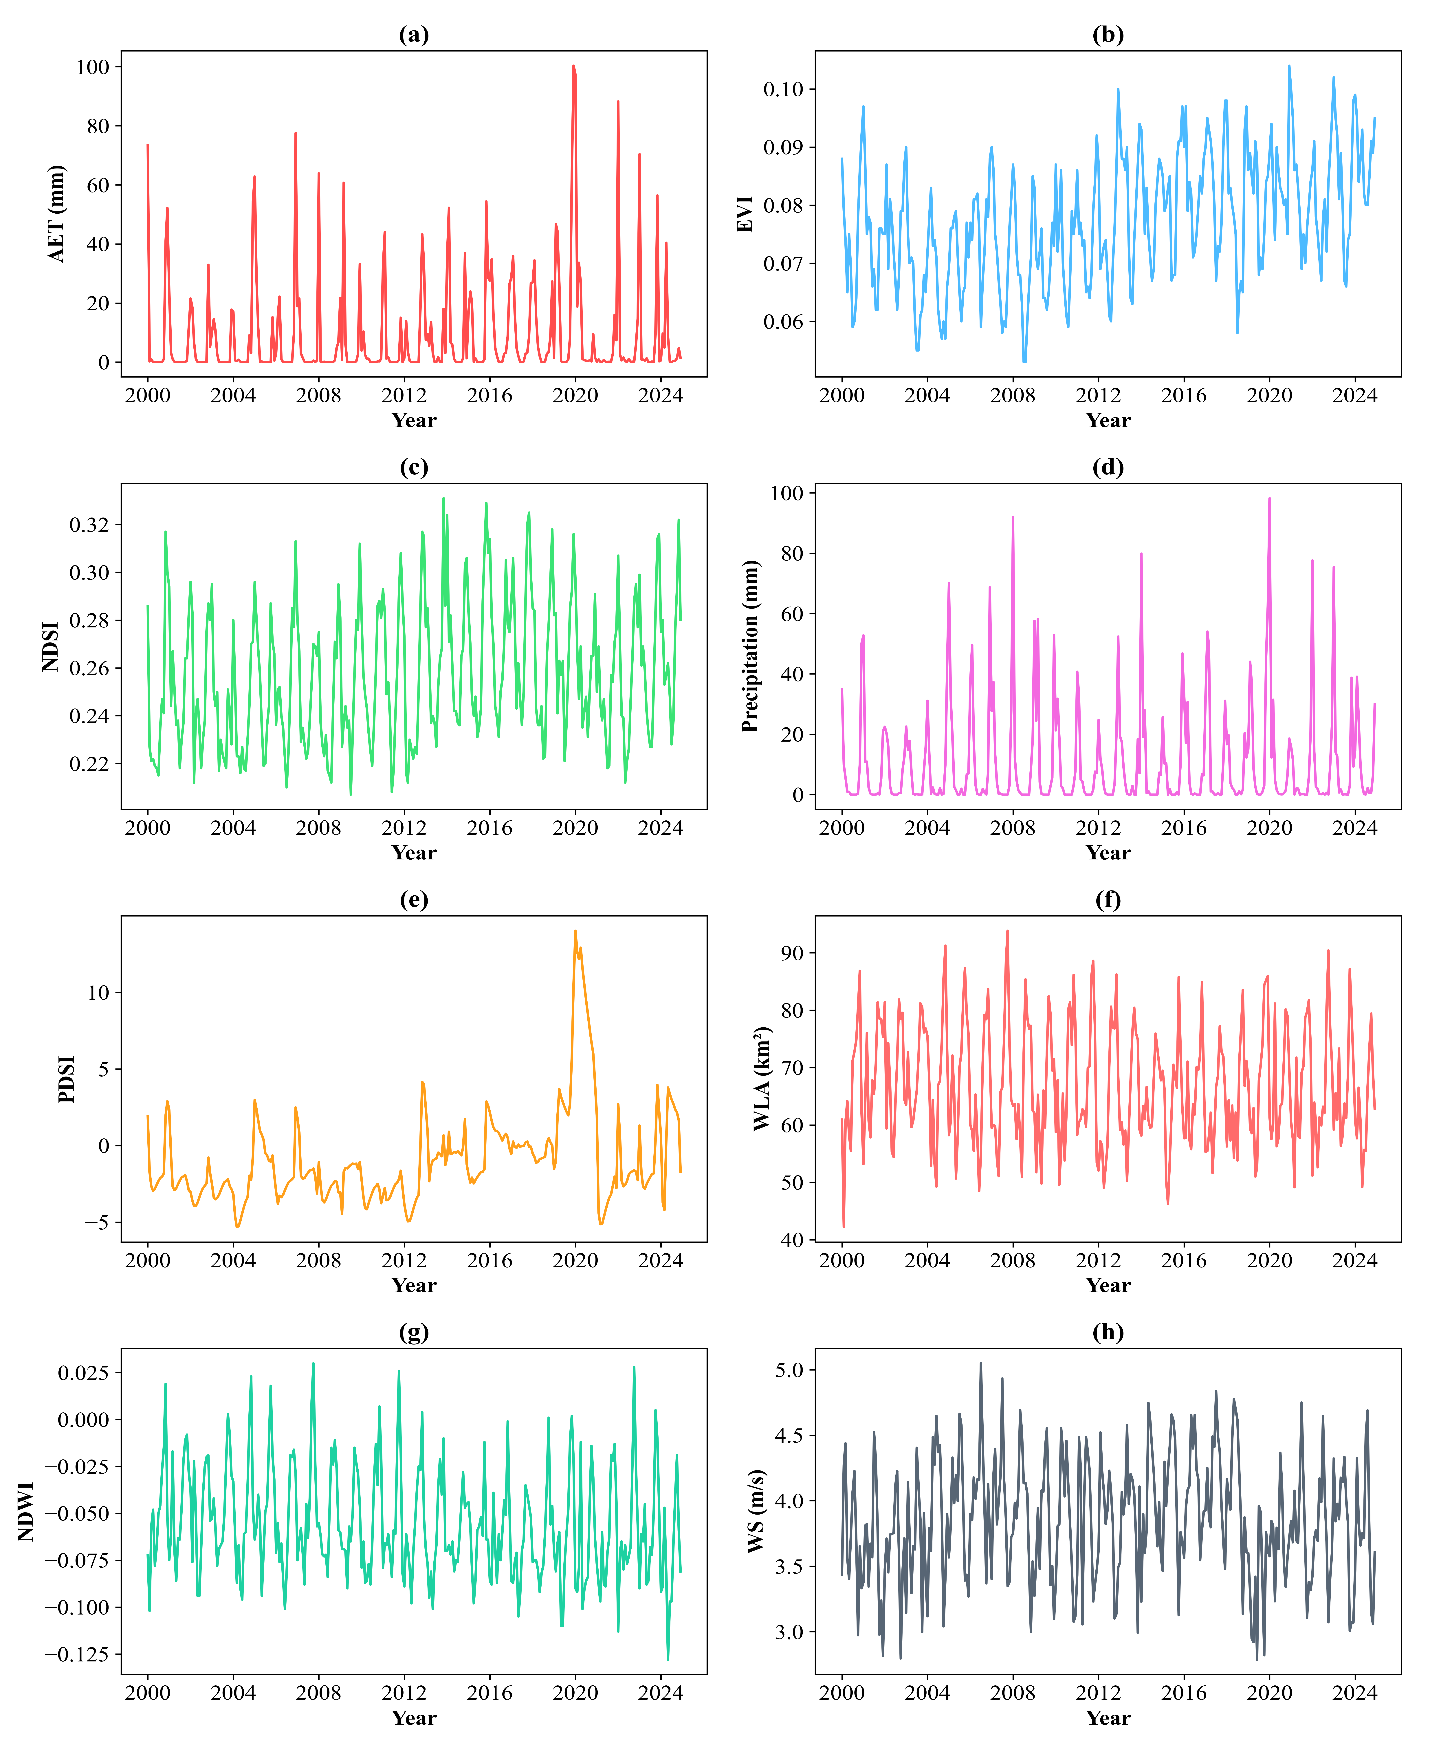 (a)
AET (mm)
100
80
60
40
20
0
2000 2004 2008 2012 2016 2020 2024
Year
(b)
EVI
0.10
0.09
0.08
0.07
0.06
2000 2004 2008 2012 2016 2020 2024
Year
(c)
NDSI
0.32
0.30
0.28
0.26
0.24
0.22
2000 2004 2008 2012 2016 2020 2024
Year
(d)
Precipitation (mm)
100
80
60
40
20
0
2000 2004 2008 2012 2016 2020 2024
Year
(e)
PDSI
10
5
0
−5
2000 2004 2008 2012 2016 2020 2024
Year
(f)
WLA (km²)
90
80
70
60
50
40
2000 2004 2008 2012 2016 2020 2024
Year
(g)
NDWI
0.025
0.000
−0.025
−0.050
−0.075
−0.100
−0.125
2000 2004 2008 2012 2016 2020 2024
Year
(h)
WS (m/s)
5.0
4.5
4.0
3.5
3.0
2000 2004 2008 2012 2016 2020 2024
Year